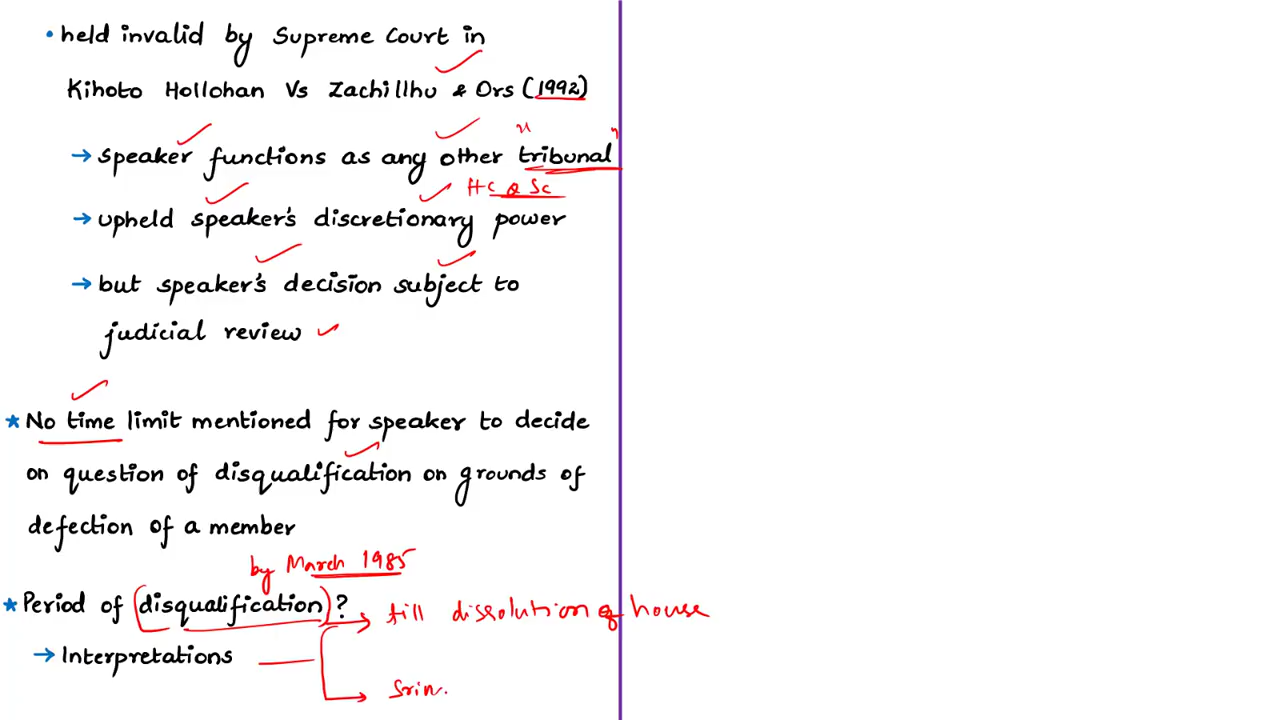 • held invalid by Supreme Court in
Kihoto Hollohan Vs Zachillhu & Ors (1992)
→ speaker functions as any other "tribunal"
HC & SC
→ upheld speaker's discretionary power
→ but speaker's decision subject to
judicial review
* No time limit mentioned for speaker to decide
on question of disqualification on grounds of
defection of a member
by March 1985
* Period of disqualification ?
→ till dissolution of house
→ Interpretations
→ Srin.